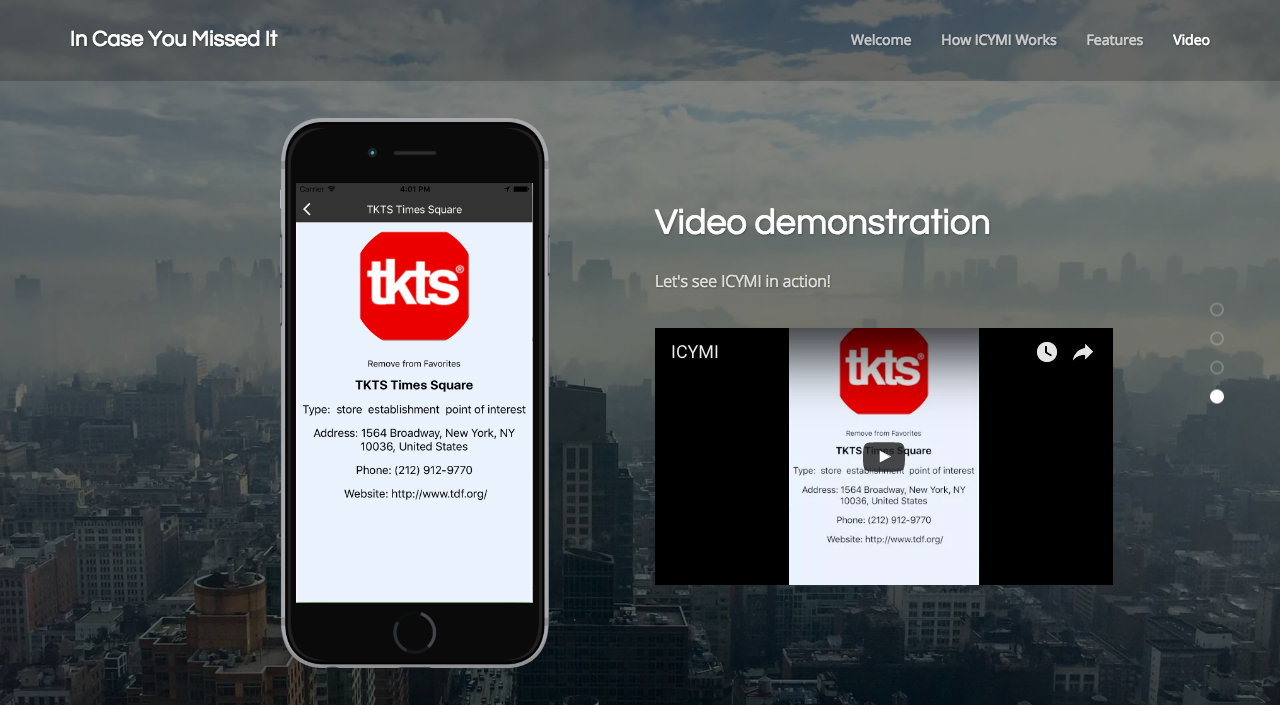 In Case You Missed It
Welcome
How ICYMI Works
Features
Video
Carrier
4:01 PM
TKTS Times Square
tkts®
Remove from Favorites
TKTS Times Square
Type: store establishment point of interest
Address: 1564 Broadway, New York, NY
10036, United States
Phone: (212) 912-9770
Website: http://www.tdf.org/
Video demonstration
Let's see ICYMI in action!
ICYMI
tkts
Remove from Favorites
TKTS Times Square
Type: store establishment point of interest
Address: 1564 Broadway, New York, NY
10036, United States
Phone: (212) 912-9770
Website: http://www.tdf.org/